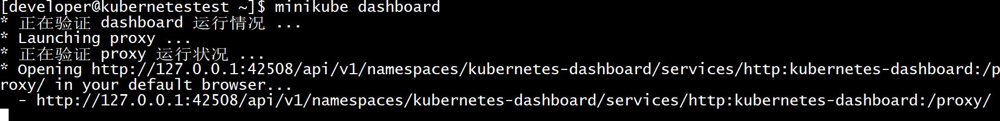 [developer@kubernetestest ~]$ minikube dashboard
* 正在验证 dashboard 运行情况 ...
* Launching proxy ...
* 正在验证 proxy 运行状况 ...
* Opening http://127.0.0.1:42508/api/v1/namespaces/kubernetes-dashboard/services/http:kubernetes-dashboard:/p
roxy/ in your default browser...
  - http://127.0.0.1:42508/api/v1/namespaces/kubernetes-dashboard/services/http:kubernetes-dashboard:/proxy/